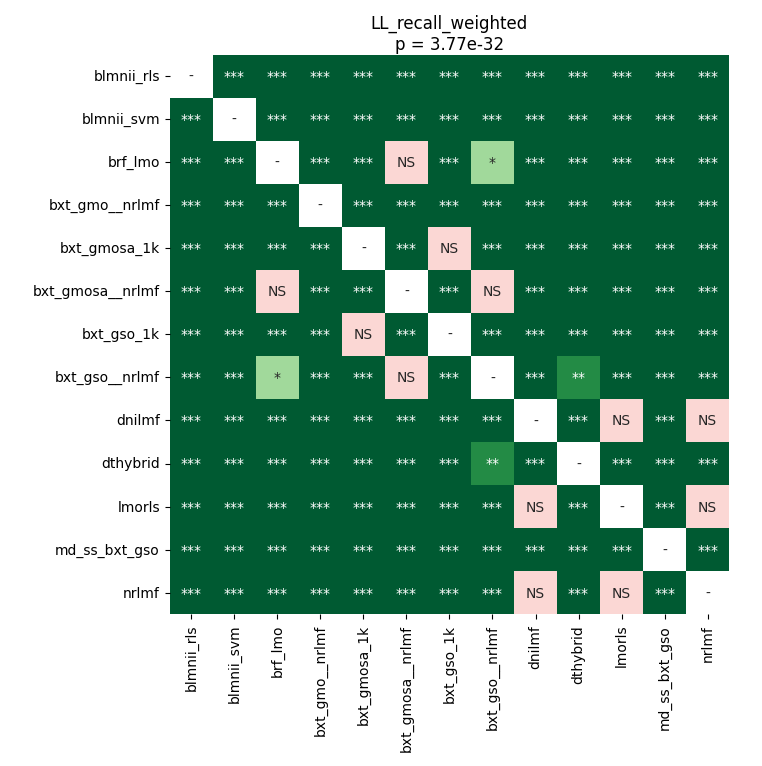 LL_recall_weighted
p = 3.77e-32
blmnii_rls - *** *** *** *** *** *** *** *** *** *** *** ***
blmnii_svm *** - *** *** *** *** *** *** *** *** *** *** ***
brf_lmo *** *** - *** *** NS *** * *** *** *** *** ***
bxt_gmo__nrlmf *** *** *** - *** *** *** *** *** *** *** *** ***
bxt_gmosa_1k *** *** *** *** - *** NS *** *** *** *** *** ***
bxt_gmosa__nrlmf *** *** NS *** *** - *** NS *** *** *** *** ***
bxt_gso_1k *** *** *** *** NS *** - *** *** *** *** *** ***
bxt_gso__nrlmf *** *** * *** *** NS *** - *** ** *** *** ***
dnilmf *** *** *** *** *** *** *** *** - *** NS *** NS
dthybrid *** *** *** *** *** *** *** ** *** - *** *** ***
lmorls *** *** *** *** *** *** *** *** NS *** - *** NS
md_ss_bxt_gso *** *** *** *** *** *** *** *** *** *** *** - ***
nrlmf *** *** *** *** *** *** *** *** NS *** NS *** -
blmnii_rls
blmnii_svm
brf_lmo
bxt_gmo__nrlmf
bxt_gmosa_1k
bxt_gmosa__nrlmf
bxt_gso_1k
bxt_gso__nrlmf
dnilmf
dthybrid
lmorls
md_ss_bxt_gso
nrlmf